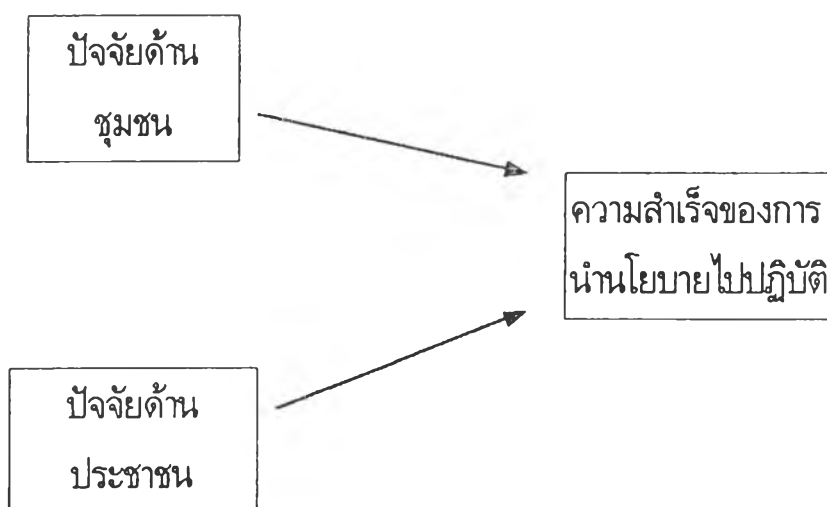 ปัจจัยด้าน
ชุมชน
ความสำเร็จของการ
นำนโยบายไปปฏิบัติ
ปัจจัยด้าน
ประชาชน